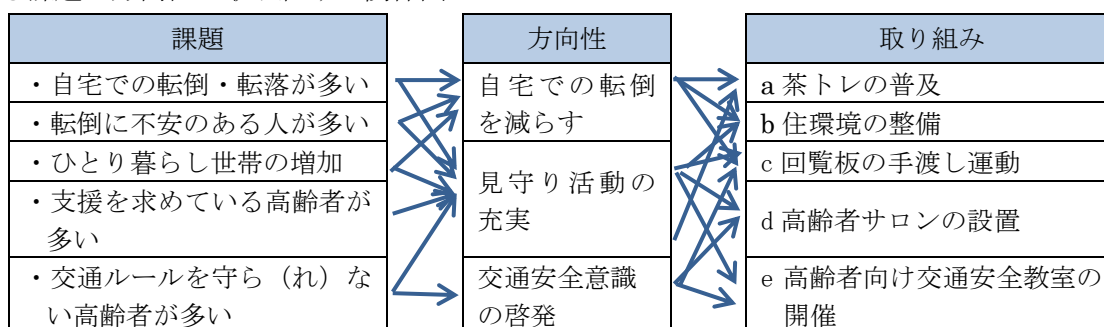 課題
方向性
取り組み
・自宅での転倒・転落が多い
・転倒に不安のある人が多い
・ひとり暮らし世帯の増加
・支援を求めている高齢者が
多い
・交通ルールを守ら（れ）な
い高齢者が多い
自宅での転倒
を減らす
見守り活動の
充実
交通安全意識
の啓発
a 茶トレの普及
b 住環境の整備
c 回覧板の手渡し運動
d 高齢者サロンの設置
e 高齢者向け交通安全教室の
開催